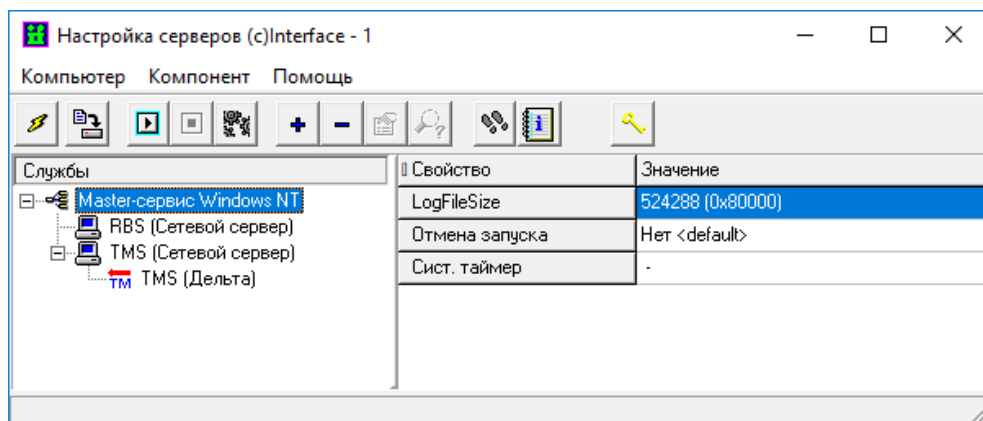 Настройка серверов (c)Interface - 1
Компьютер Компонент Помощь
Службы
Свойство Значение
Master-сервис Windows NT
LogFileSize 524288 (0x80000)
RBS (Сетевой сервер)
Отмена запуска Нет <default>
TMS (Сетевой сервер)
Сист. таймер -
TM TMS (Дельта)